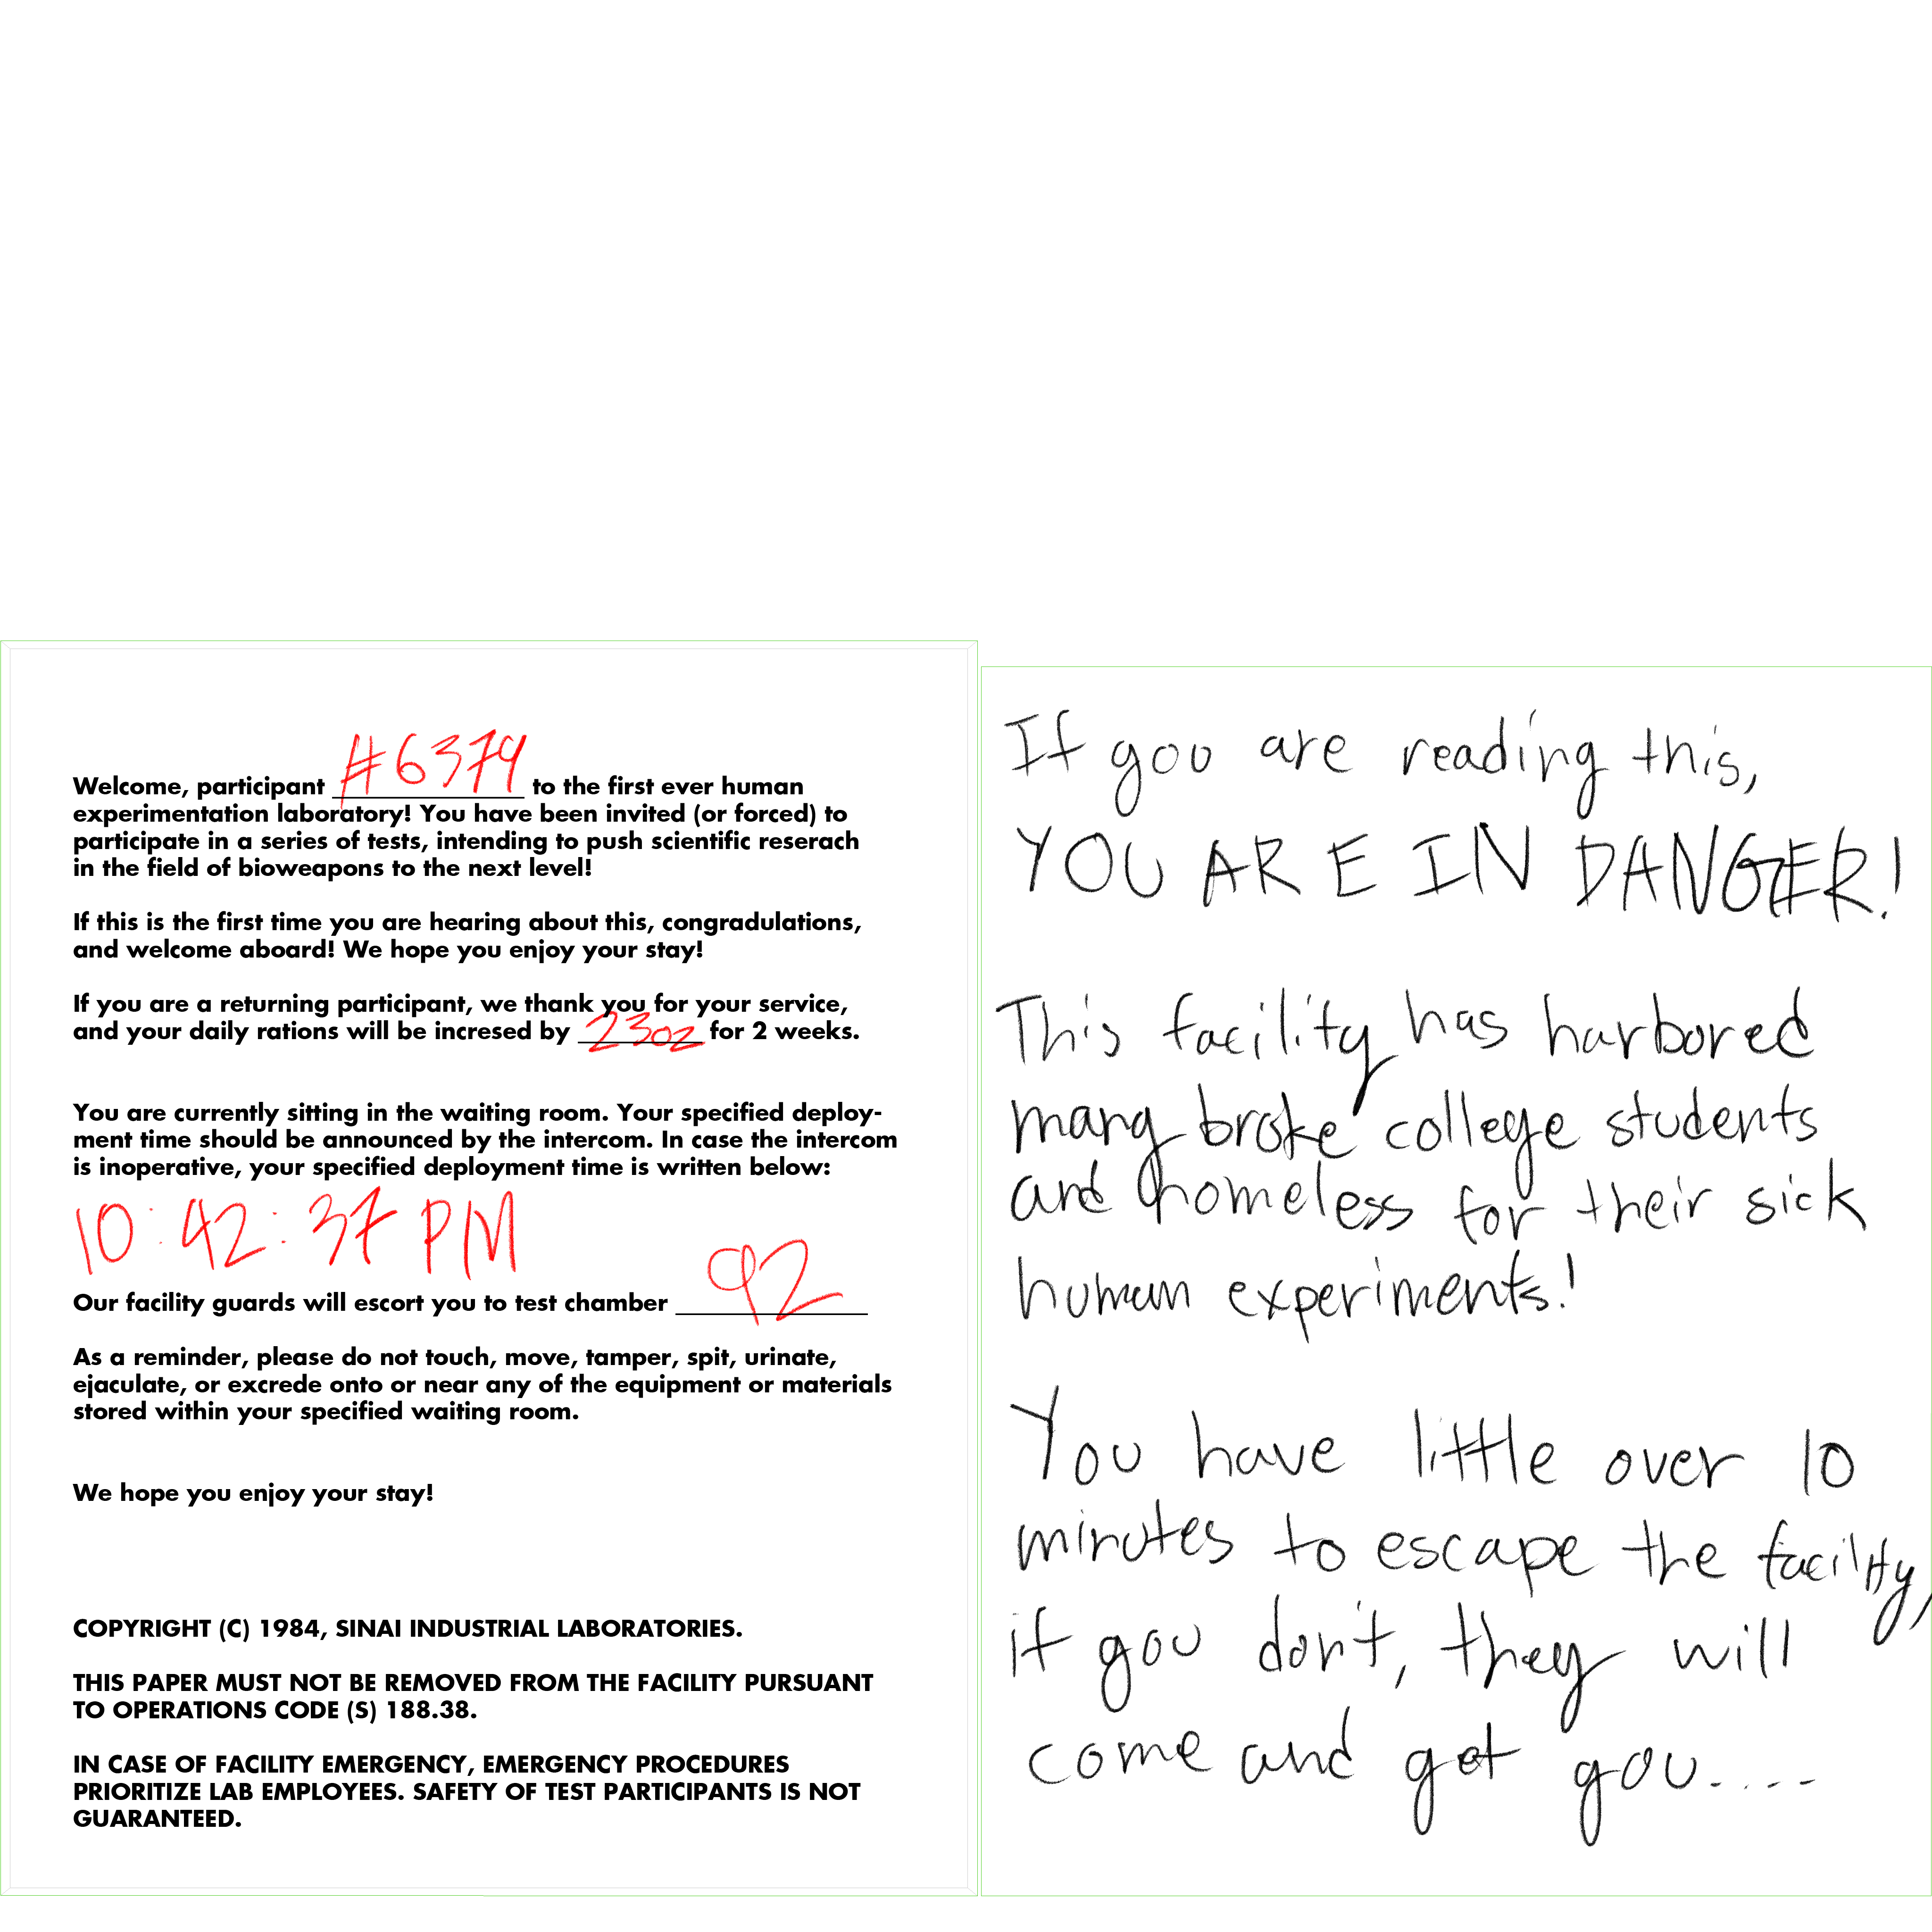 Welcome, participant #6379 to the first ever human
experimentation laboratory! You have been invited (or forced) to
participate in a series of tests, intending to push scientific reserach
in the field of bioweapons to the next level!
If this is the first time you are hearing about this, congradulations,
and welcome aboard! We hope you enjoy your stay!
If you are a returning participant, we thank you for your service,
and your daily rations will be incresed by 23oz for 2 weeks.
You are currently sitting in the waiting room. Your specified deploy-
ment time should be announced by the intercom. In case the intercom
is inoperative, your specified deployment time is written below:
10:42:37 PM
Our facility guards will escort you to test chamber 92
As a reminder, please do not touch, move, tamper, spit, urinate,
ejaculate, or excrede onto or near any of the equipment or materials
stored within your specified waiting room.
We hope you enjoy your stay!
COPYRIGHT (C) 1984, SINAI INDUSTRIAL LABORATORIES.
THIS PAPER MUST NOT BE REMOVED FROM THE FACILITY PURSUANT
TO OPERATIONS CODE (S) 188.38.
IN CASE OF FACILITY EMERGENCY, EMERGENCY PROCEDURES
PRIORITIZE LAB EMPLOYEES. SAFETY OF TEST PARTICIPANTS IS NOT
GUARANTEED.
If you are reading this,
YOU ARE IN DANGER!
This facility has harbored
many broke college students
and homeless for their sick
human experiments!
You have little over 10
minutes to escape the facility,
if you don't, they will
come and get you....